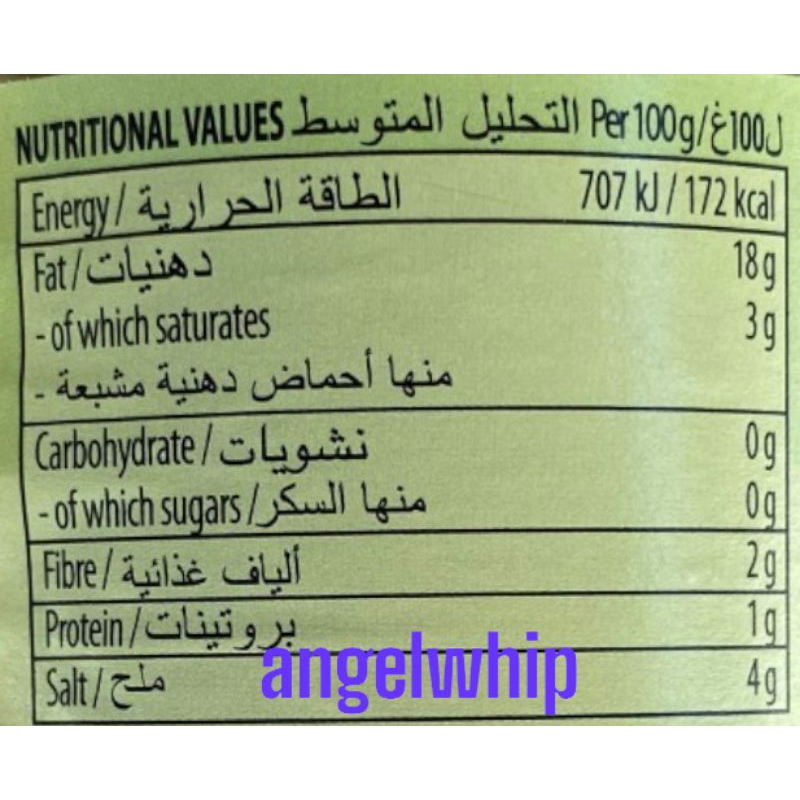 NUTRITIONAL VALUES التحليل المتوسط Per 100g/ل100غ
Energy / الطاقة الحرارية 707 kJ / 172 kcal
Fat / دهنيات 18 g
- of which saturates 3 g
منها أحماض دهنية مشبعة -
Carbohydrate / نشويات 0g
- of which sugars / منها السكر 0g
Fibre / ألياف غذائية 2g
Protein / بروتينات 1g
angelwhip
Salt / ملح 4g